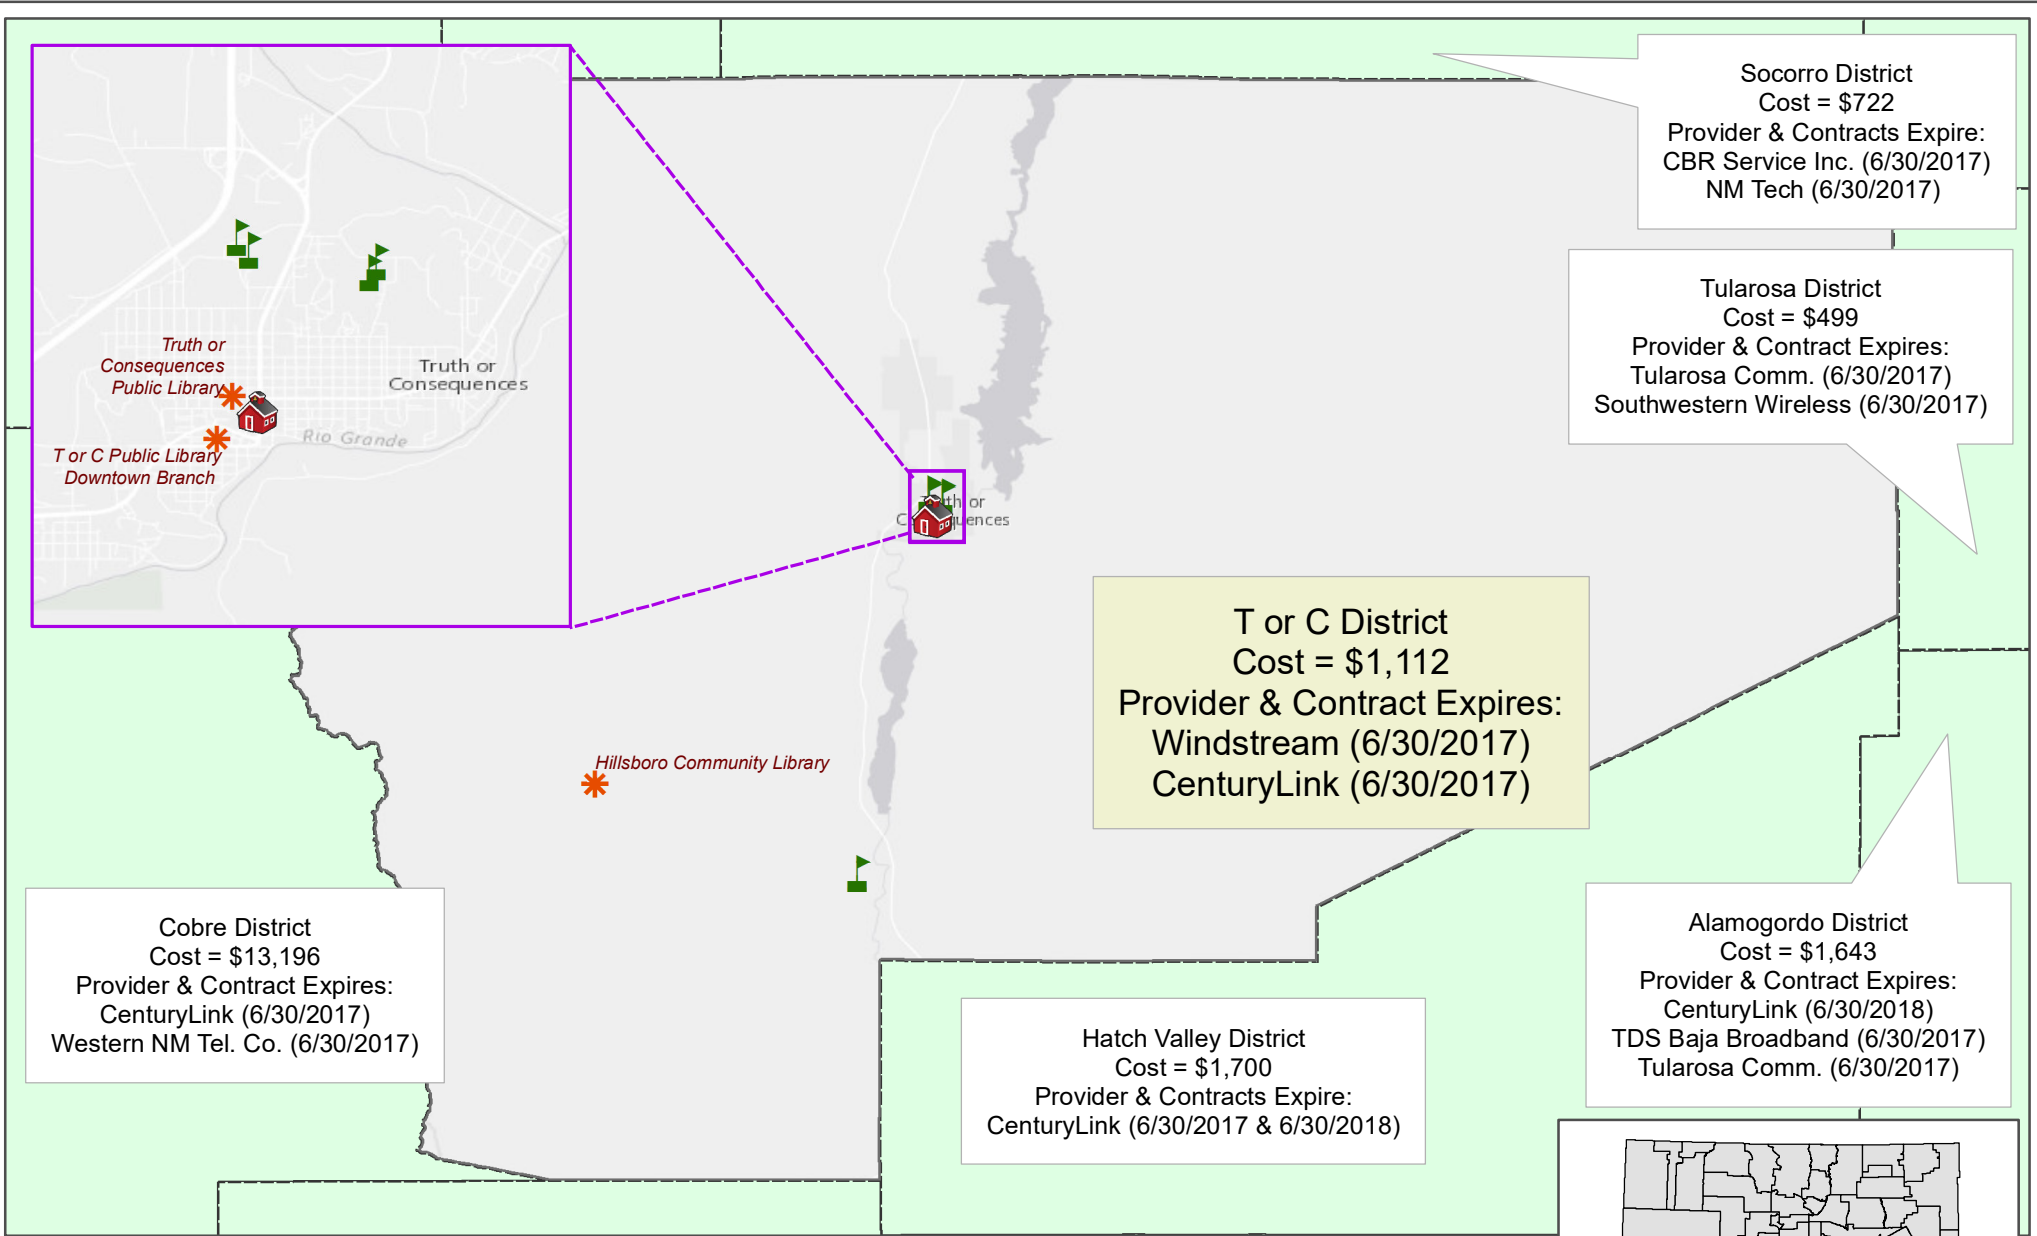 Socorro District
Cost = $722
Provider & Contracts Expire:
CBR Service Inc. (6/30/2017)
NM Tech (6/30/2017)
Tularosa District
Cost = $499
Provider & Contract Expires:
Tularosa Comm. (6/30/2017)
Southwestern Wireless (6/30/2017)
Truth or
Consequences
Public Library
Truth or
Consequences
Rio Grande
T or C Public Library
Downtown Branch
or
T or C District
Cost = $1,112
Provider & Contract Expires:
Windstream (6/30/2017)
CenturyLink (6/30/2017)
Hillsboro Community Library
Cobre District
Cost = $13,196
Provider & Contract Expires:
CenturyLink (6/30/2017)
Western NM Tel. Co. (6/30/2017)
Hatch Valley District
Cost = $1,700
Provider & Contracts Expire:
CenturyLink (6/30/2017 & 6/30/2018)
Alamogordo District
Cost = $1,643
Provider & Contract Expires:
CenturyLink (6/30/2018)
TDS Baja Broadband (6/30/2017)
Tularosa Comm. (6/30/2017)